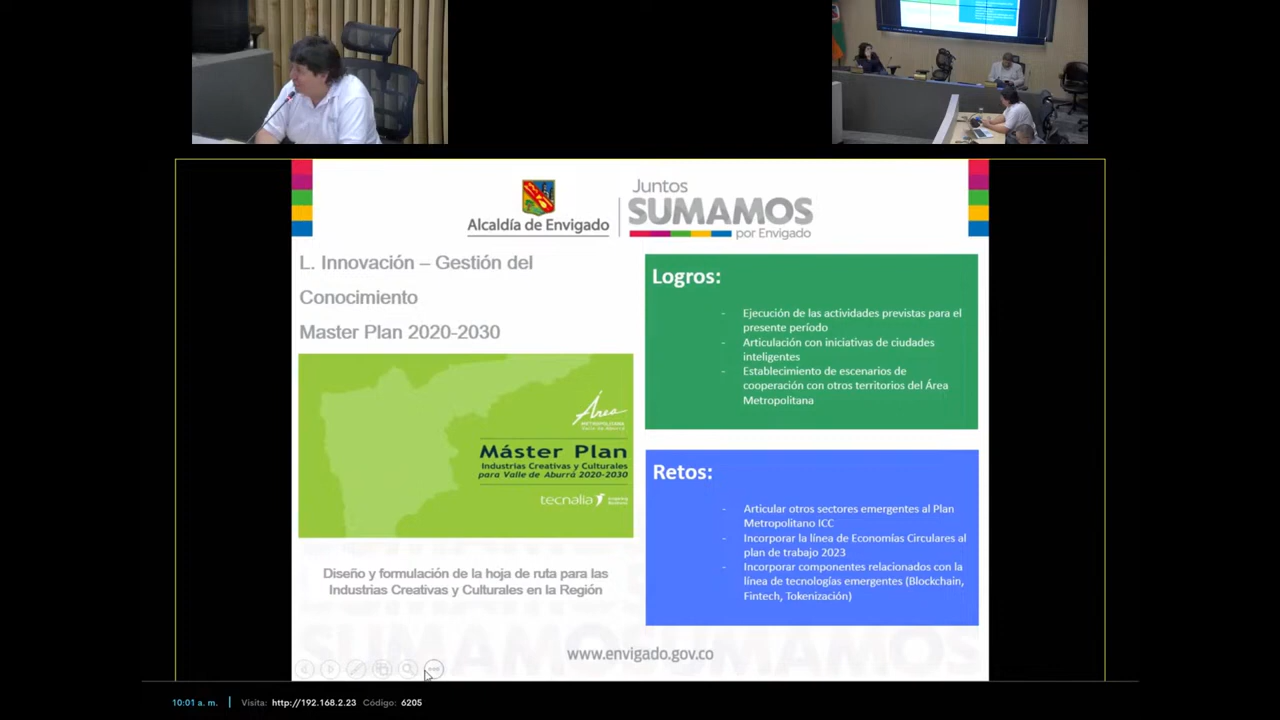 Alcaldía de Envigado
Juntos
SUMAMOS
por Envigado
L. Innovación – Gestión del
Conocimiento
Master Plan 2020-2030
Área
METROPOLITANA
Valle de Aburrá
Máster Plan
Industrias Creativas y Culturales
para Valle de Aburrá 2020-2030
tecnalia
Diseño y formulación de la hoja de ruta para las
Industrias Creativas y Culturales en la Región
Logros:
- Ejecución de las actividades previstas para el
presente período
- Articulación con iniciativas de ciudades
inteligentes
- Establecimiento de escenarios de
cooperación con otros territorios del Área
Metropolitana
Retos:
- Articular otros sectores emergentes al Plan
Metropolitano ICC
- Incorporar la línea de Economías Circulares al
plan de trabajo 2023
- Incorporar componentes relacionados con la
línea de tecnologías emergentes (Blockchain,
Fintech, Tokenización)
SUMAMOSSUMAMOS
www.envigado.gov.co
10:01 a. m. | Visita: http://192.168.2.23 Código: 6205